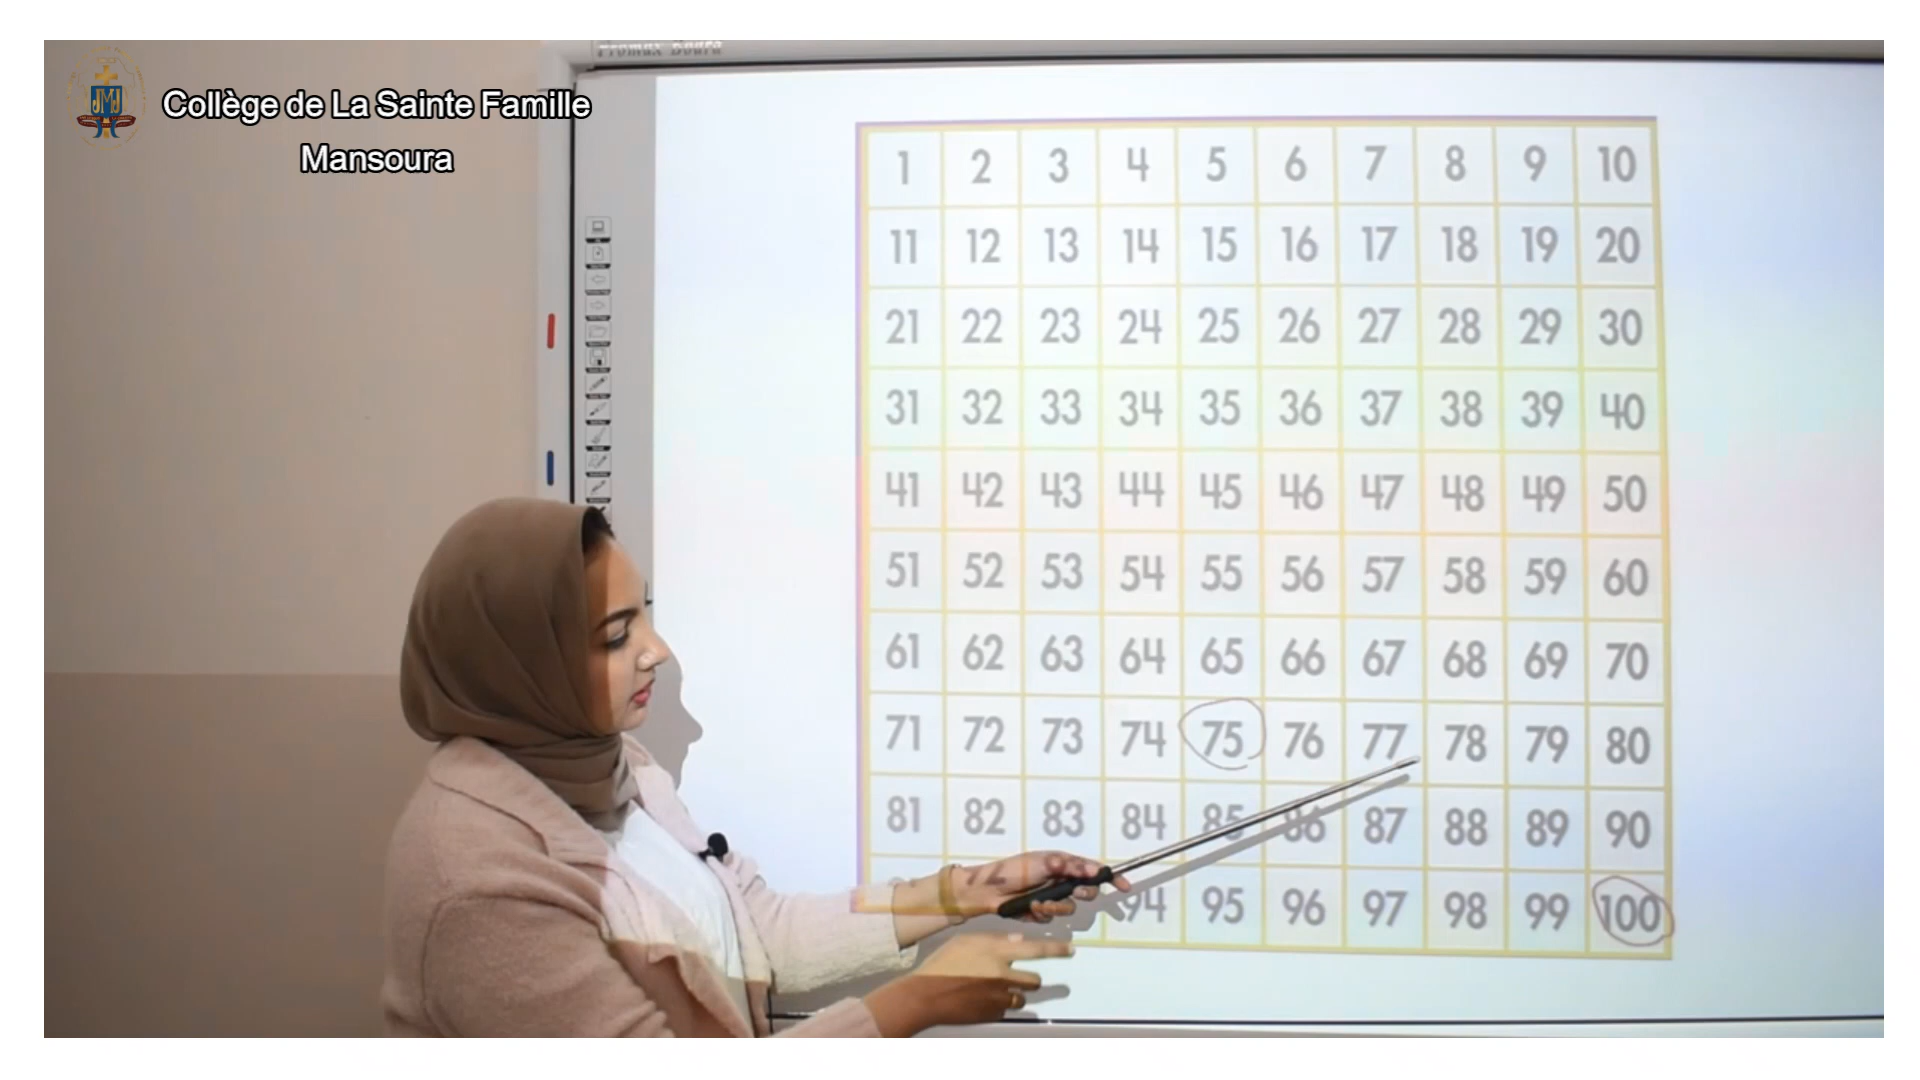 Promax Board
Collège de La Sainte Famille
Mansoura
1 2 3 4 5 6 7 8 9 10
11 12 13 14 15 16 17 18 19 20
21 22 23 24 25 26 27 28 29 30
31 32 33 34 35 36 37 38 39 40
41 42 43 44 45 46 47 48 49 50
51 52 53 54 55 56 57 58 59 60
61 62 63 64 65 66 67 68 69 70
71 72 73 74 75 76 77 78 79 80
81 82 83 84 85 86 87 88 89 90
94 95 96 97 98 99 100